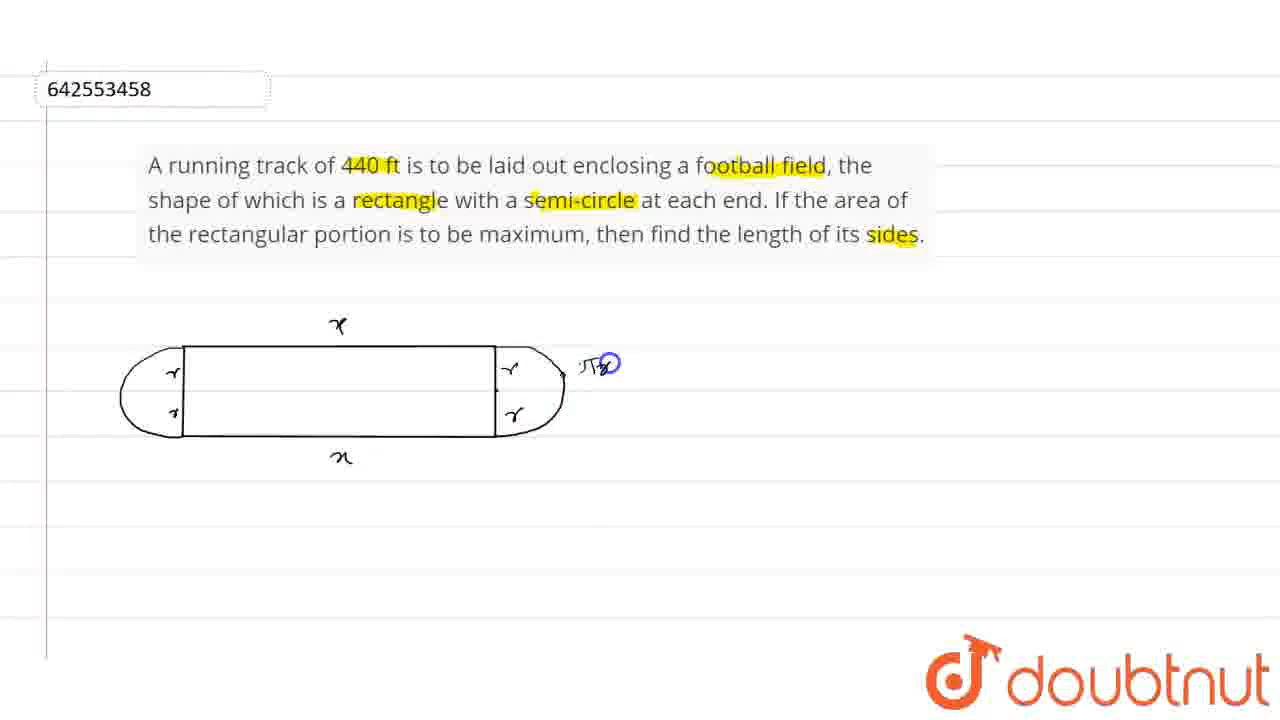 642553458
A running track of 440 ft is to be laid out enclosing a football field, the
shape of which is a rectangle with a semi-circle at each end. If the area of
the rectangular portion is to be maximum, then find the length of its sides.
x
r r πr
r r
x
doubtnut